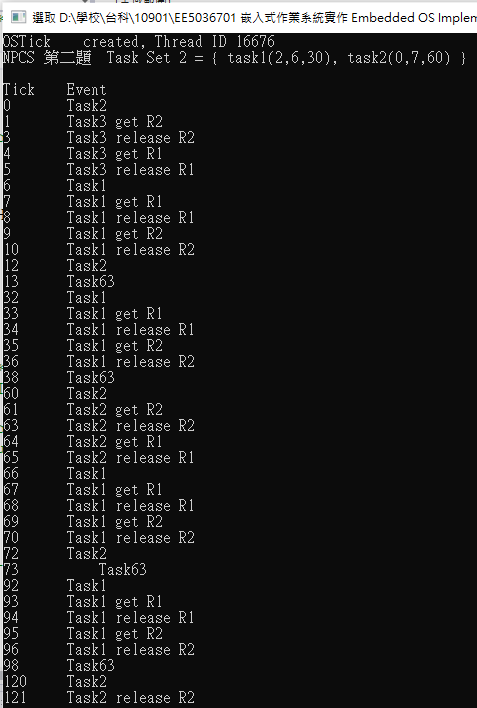 選取 D:\學校\台科\10901\EE5036701 嵌入式作業系統實作 Embedded OS Implem
OSTick    created, Thread ID 16676
NPCS 第二題  Task Set 2 = { task1(2,6,30), task2(0,7,60) }
Tick    Event
0       Task2
1       Task3 get R2
3       Task3 release R2
4       Task3 get R1
5       Task3 release R1
6       Task1
7       Task1 get R1
8       Task1 release R1
9       Task1 get R2
10      Task1 release R2
12      Task2
13      Task63
32      Task1
33      Task1 get R1
34      Task1 release R1
35      Task1 get R2
36      Task1 release R2
38      Task63
60      Task2
61      Task2 get R2
63      Task2 release R2
64      Task2 get R1
65      Task2 release R1
66      Task1
67      Task1 get R1
68      Task1 release R1
69      Task1 get R2
70      Task1 release R2
72      Task2
73          Task63
92      Task1
93      Task1 get R1
94      Task1 release R1
95      Task1 get R2
96      Task1 release R2
98      Task63
120     Task2
121     Task2 release R2